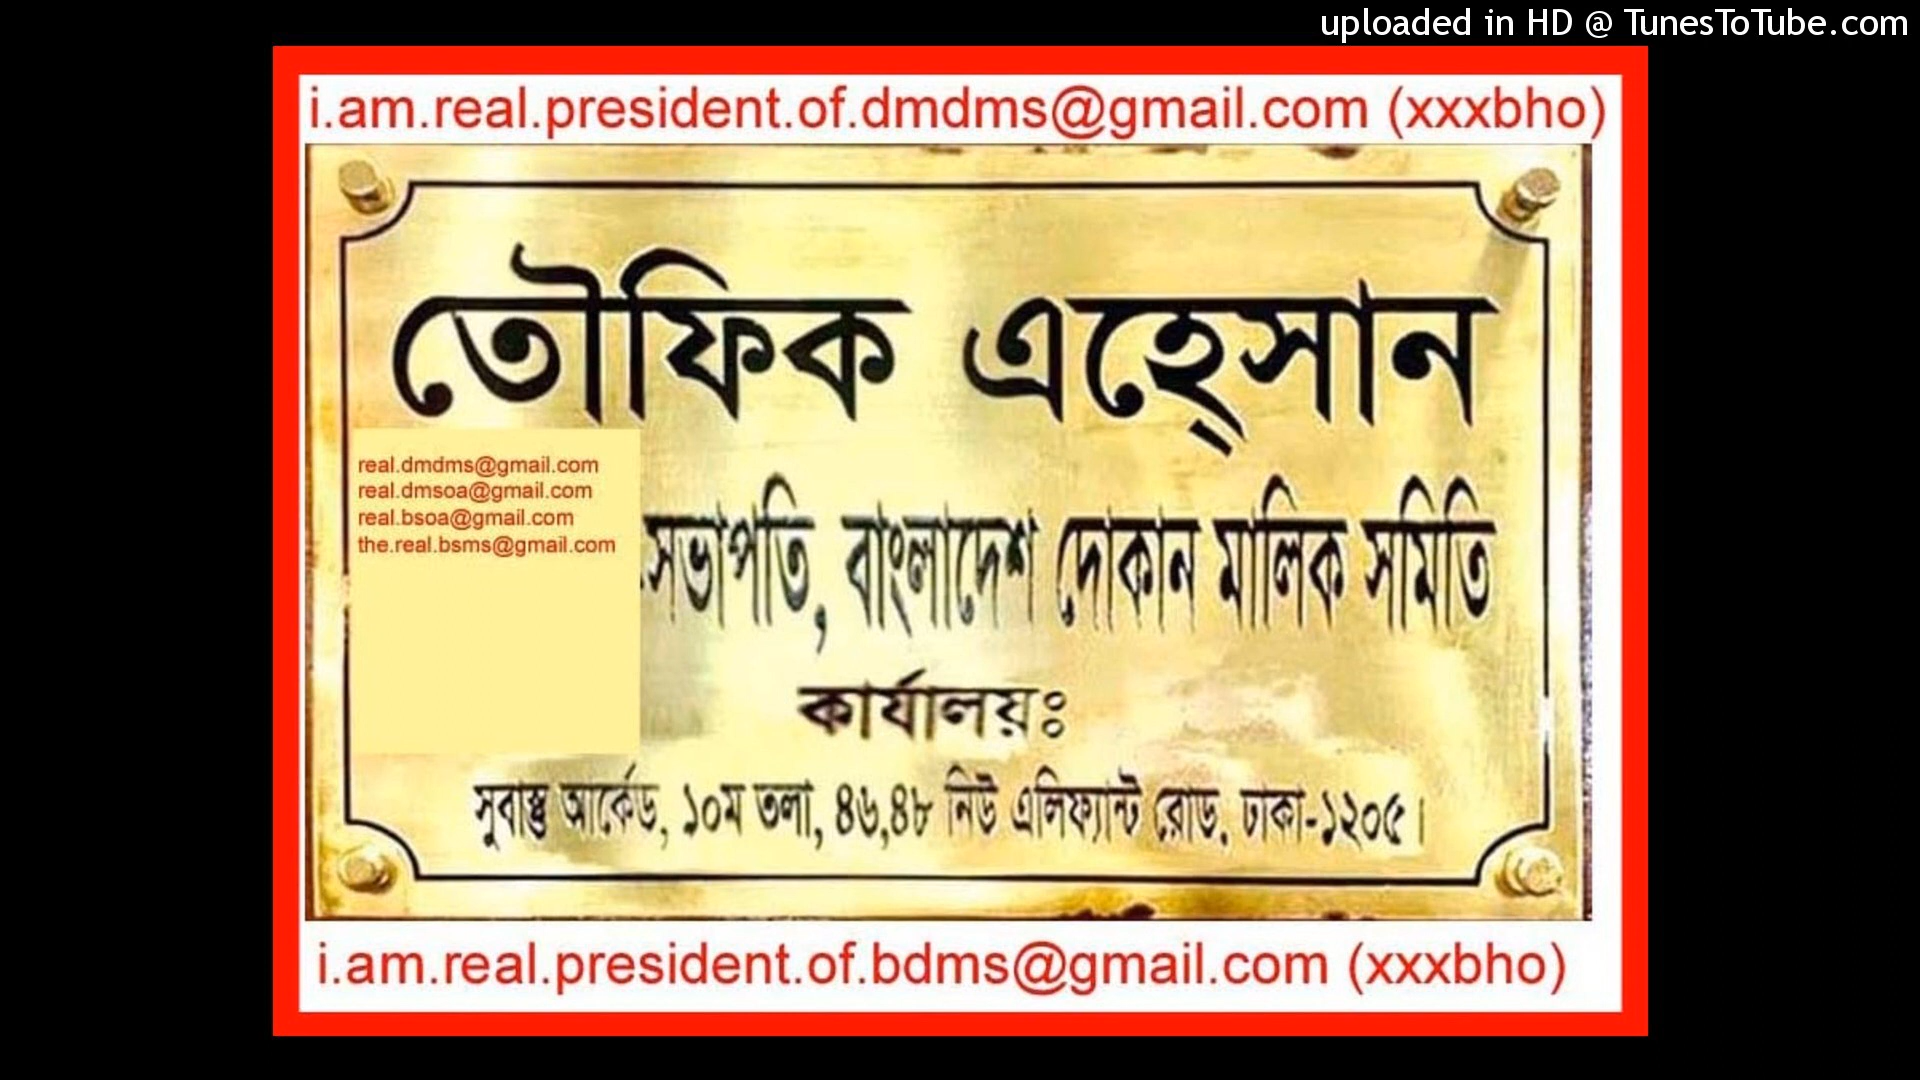 uploaded in HD @ TunesToTube.com
i.am.real.president.of.dmdms@gmail.com (xxxbho)
তৌফিক এহ্সোন
real.dmdms@gmail.com
real.dmsoa@gmail.com
real.bsoa@gmail.com
the.real.bsms@gmail.com
সভাপতি, বাংলাদেশ দোকান মালিক সমিতি
কার্যালয়ঃ
সুবাস্তু আর্কেড, ১০ম তলা, ৪৬,৪৮ নিউ এলিফ্যান্ট রোড, ঢাকা-১২০৫।
i.am.real.president.of.bdms@gmail.com (xxxbho)